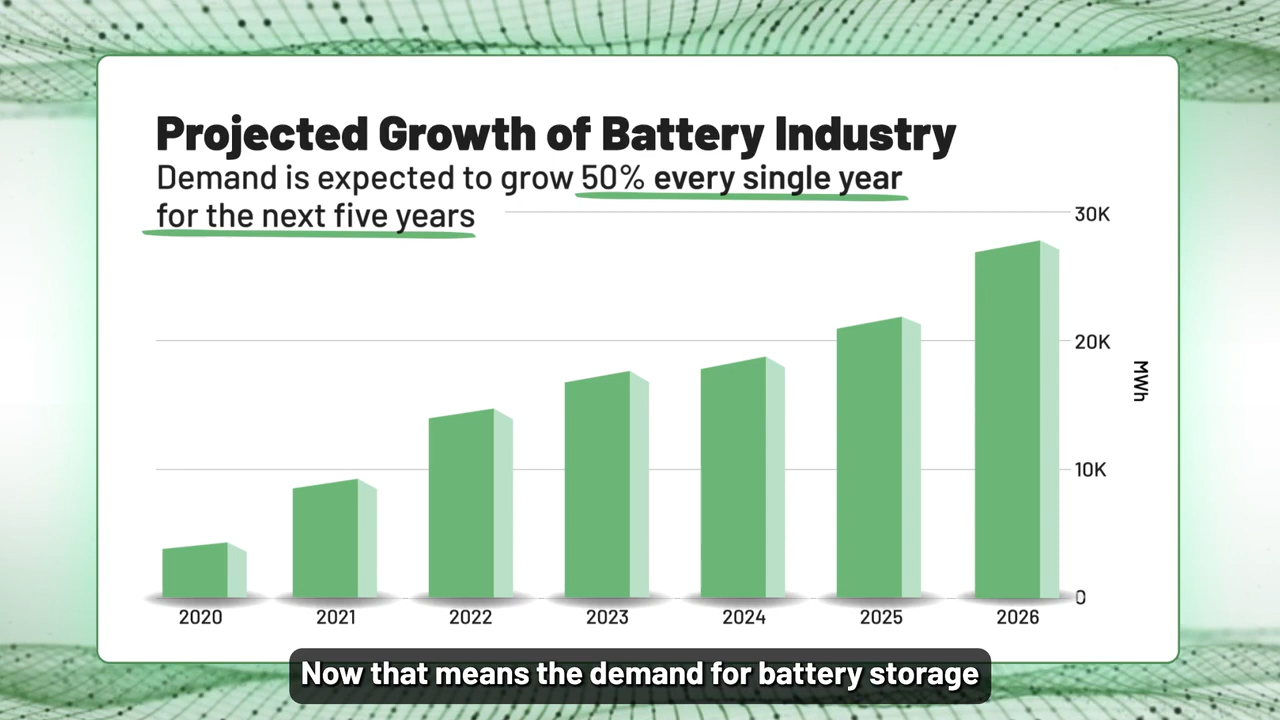 Projected Growth of Battery Industry
Demand is expected to grow 50% every single year
for the next five years
30K
20K
MWh
10K
0
2020 2021 2022 2023 2024 2025 2026
Now that means the demand for battery storage